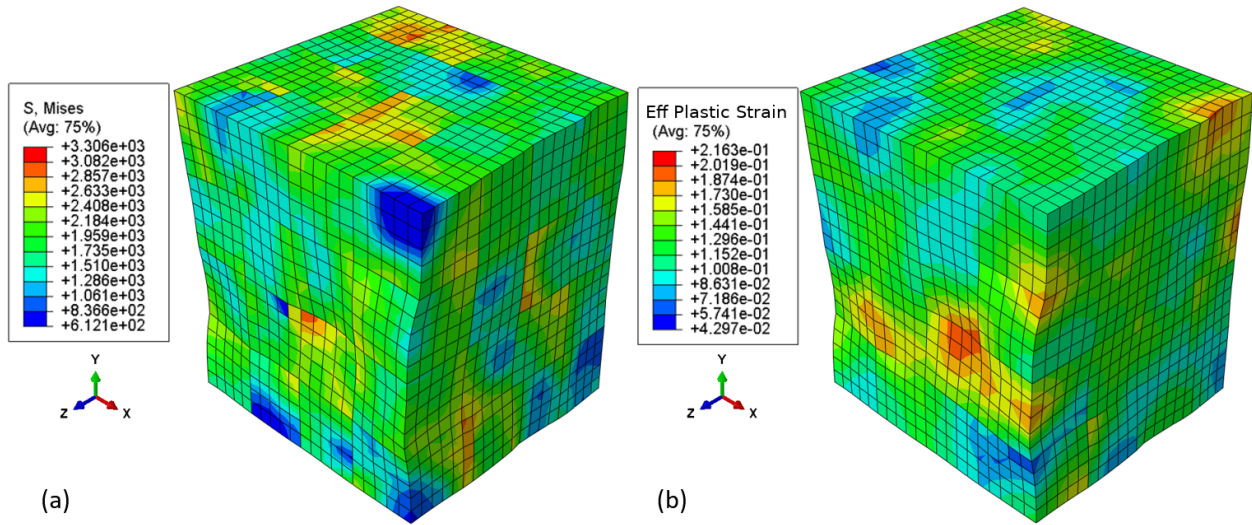 S, Mises
(Avg: 75%)
+3.306e+03
+3.082e+03
+2.857e+03
+2.633e+03
+2.408e+03
+2.184e+03
+1.959e+03
+1.735e+03
+1.510e+03
+1.286e+03
+1.061e+03
+8.366e+02
+6.121e+02
Y
Z
X
(a)
Eff Plastic Strain
(Avg: 75%)
+2.163e-01
+2.019e-01
+1.874e-01
+1.730e-01
+1.585e-01
+1.441e-01
+1.296e-01
+1.152e-01
+1.008e-01
+8.631e-02
+7.186e-02
+5.741e-02
+4.297e-02
Y
Z
X
(b)